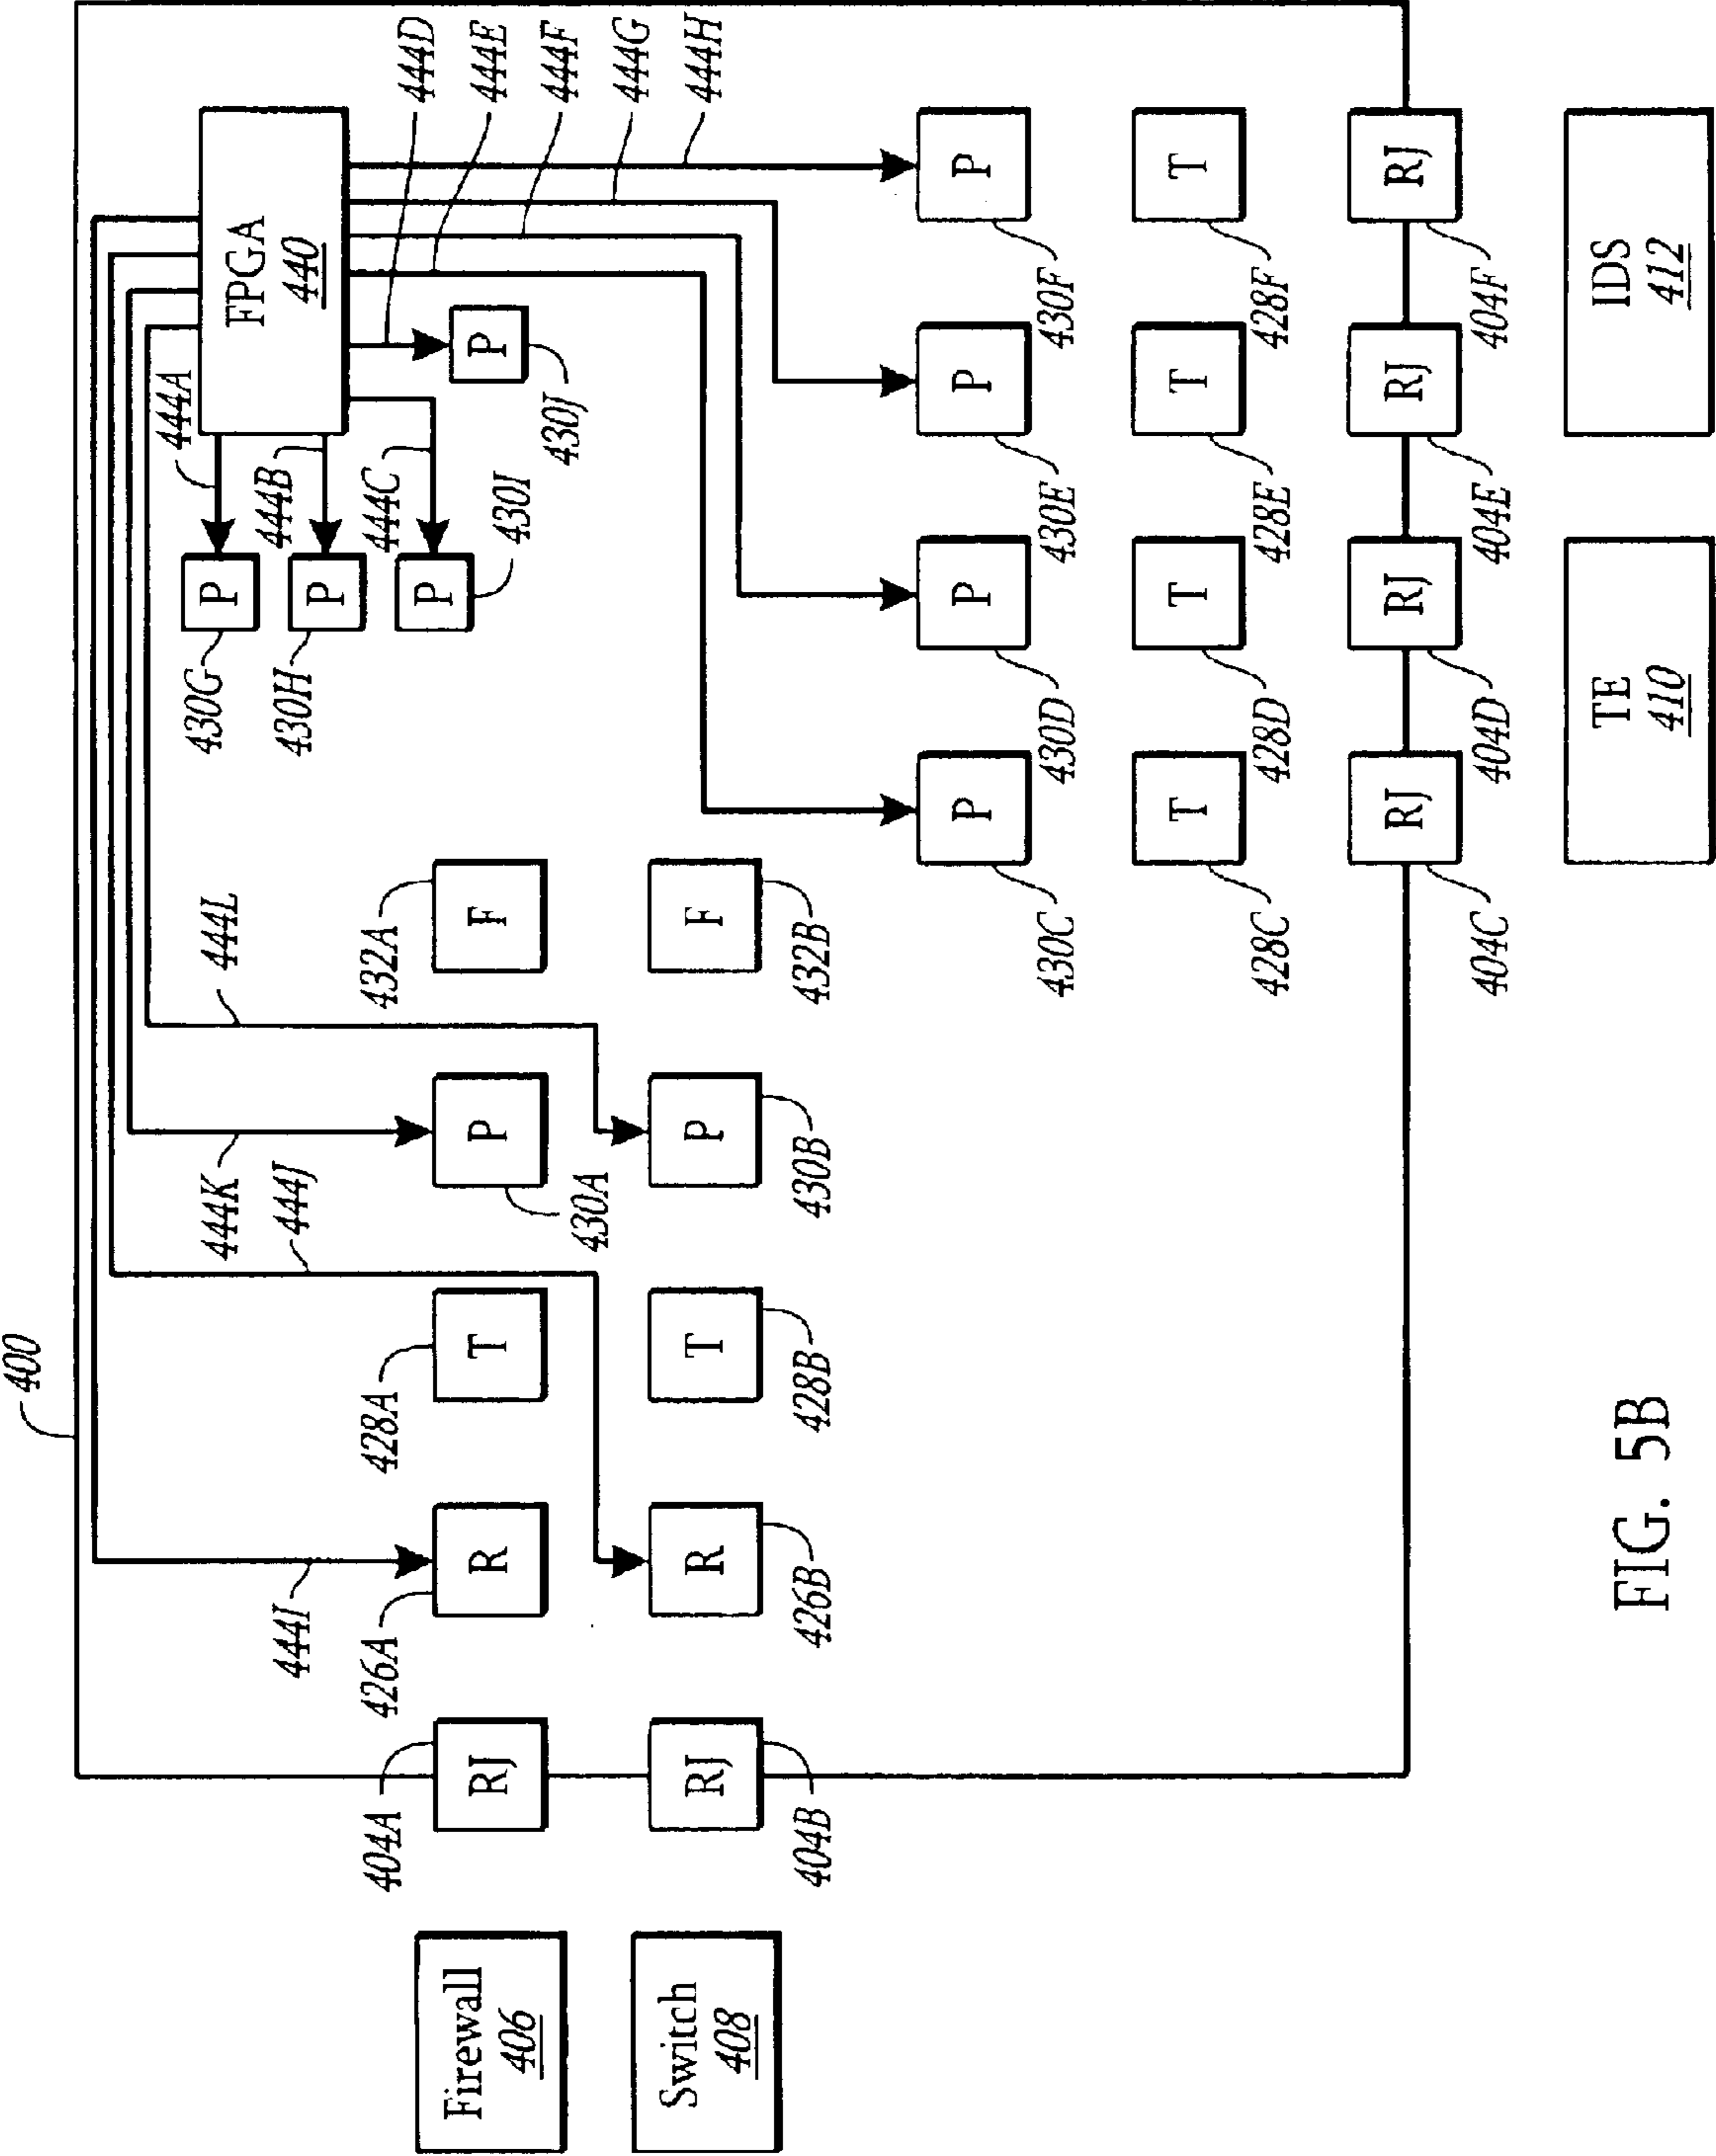 400
FPGA
440
444A
444B
444C
444D
444E
444F
444G
444H
P
430G
P
430H
P
430I
P
430J
444I
444J
444K
444L
Firewall
406
RJ
404A
R
426A
T
428A
P
430A
F
432A
Switch
408
RJ
404B
R
426B
T
428B
P
430B
F
432B
P
430C
P
430D
P
430E
P
430F
T
428C
T
428D
T
428E
T
428F
RJ
404C
RJ
404D
RJ
404E
RJ
404F
TE
410
IDS
412
FIG. 5B